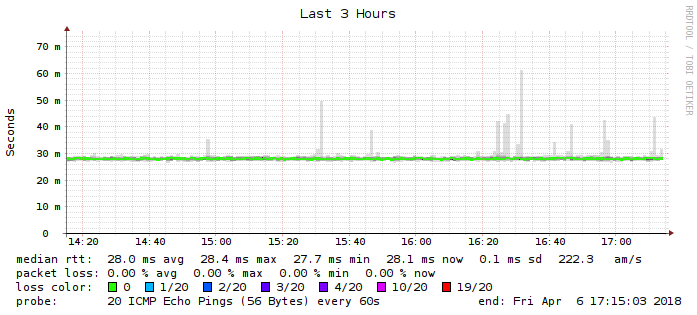 Last 3 Hours
RRDTOOL / TOBI OETIKER
Seconds
70 m
60 m
50 m
40 m
30 m
20 m
10 m
0
14:20 14:40 15:00 15:20 15:40 16:00 16:20 16:40 17:00
median rtt: 28.0 ms avg 28.4 ms max 27.7 ms min 28.1 ms now 0.1 ms sd 222.3 am/s
packet loss: 0.00 % avg 0.00 % max 0.00 % min 0.00 % now
loss color: 0 1/20 2/20 3/20 4/20 10/20 19/20
probe: 20 ICMP Echo Pings (56 Bytes) every 60s end: Fri Apr 6 17:15:03 2018